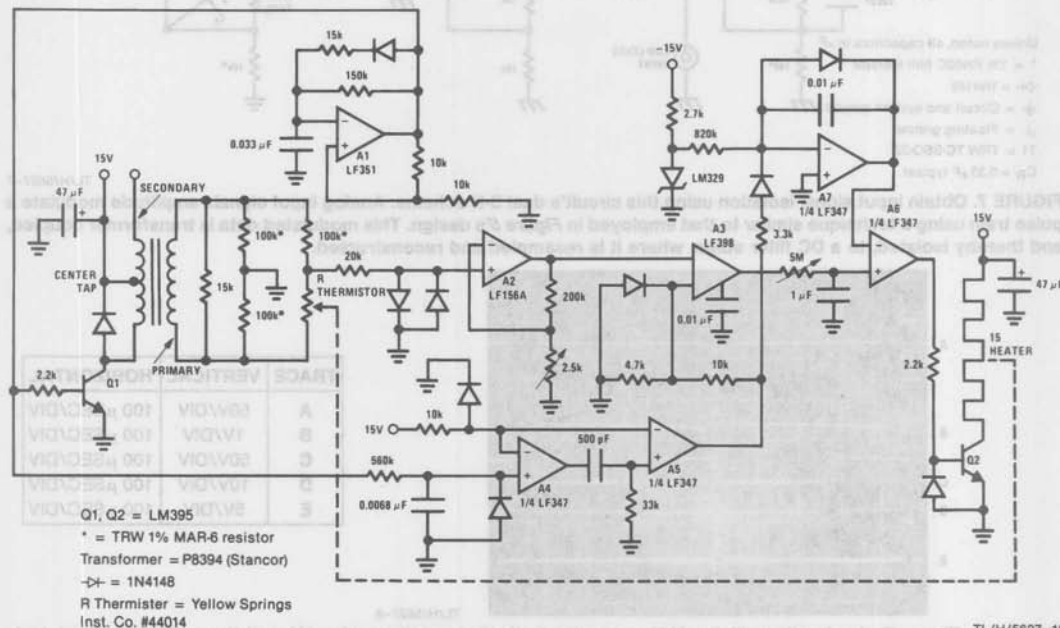 15k
150k
0.033 µF
A1
LF351
10k
10k
-15V
2.7k
820k
LM329
0.01 µF
A7
1/4 LF347
A6
1/4 LF347
15V
47 µF
15V
SECONDARY
CENTER
TAP
PRIMARY
15k
100k*
100k*
100k*
R
THERMISTOR
20k
A2
LF156A
A3
LF398
3.3k
5M
1 µF
0.01 µF
200k
2.5k
4.7k
10k
47 µF
15
HEATER
2.2k
Q2
2.2k
Q1
15V
10k
560k
0.0068 µF
A4
1/4 LF347
500 pF
A5
1/4 LF347
33k
Q1, Q2 = LM395
* = TRW 1% MAR-6 resistor
Transformer = P8394 (Stancor)
= 1N4148
R Thermister = Yellow Springs
Inst. Co. #44014